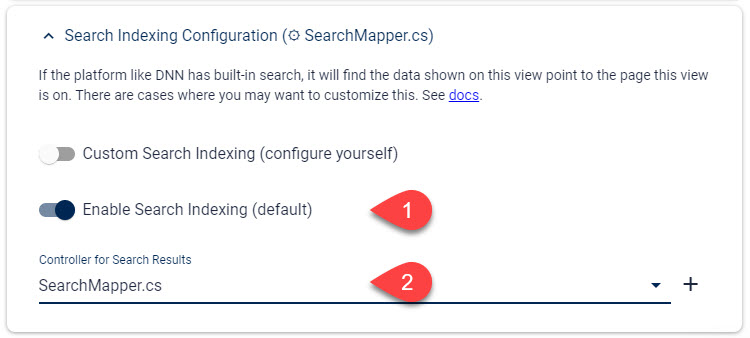 Search Indexing Configuration (SearchMapper.cs)
If the platform like DNN has built-in search, it will find the data shown on this view point to the page this view
is on. There are cases where you may want to customize this. See docs.
Custom Search Indexing (configure yourself)
Enable Search Indexing (default)
1
Controller for Search Results
SearchMapper.cs
2